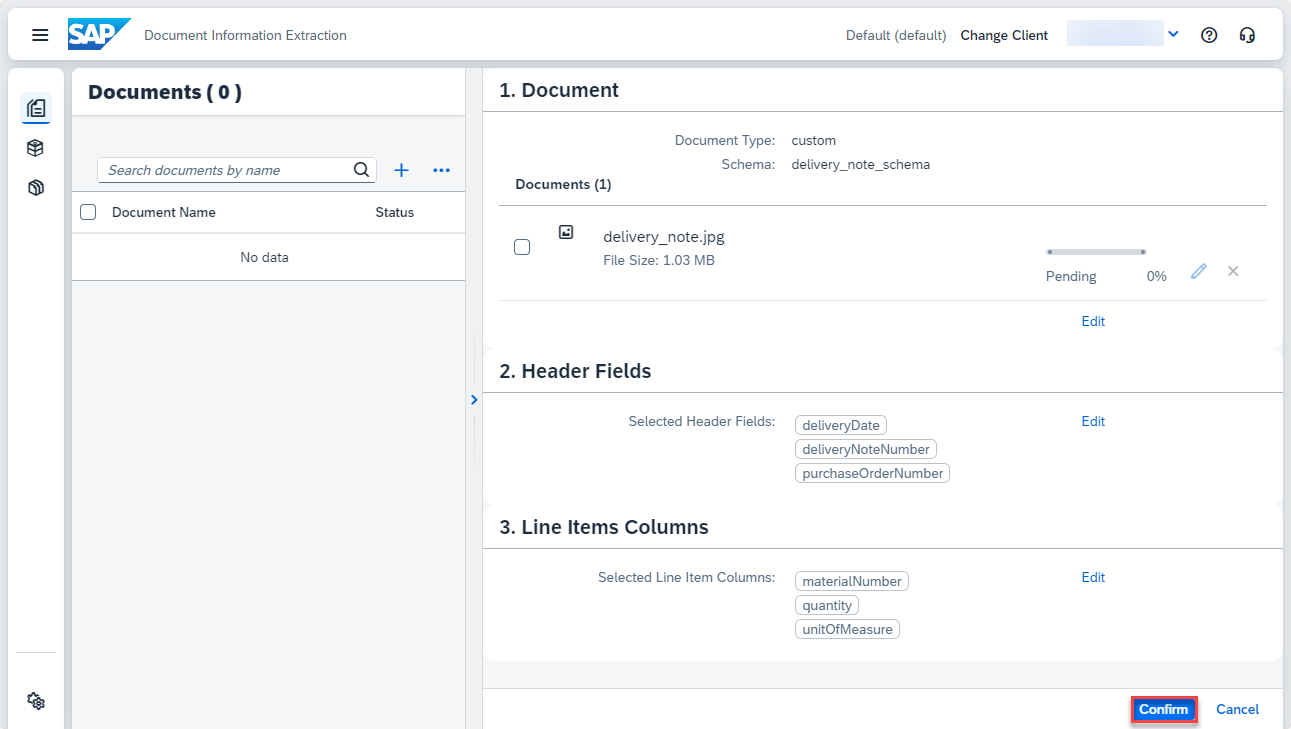 SAP Document Information Extraction Default (default) Change Client
Documents ( 0 )
Search documents by name
Document Name Status
No data
1. Document
Document Type: custom
Schema: delivery_note_schema
Documents (1)
delivery_note.jpg
File Size: 1.03 MB
Pending 0%
Edit
2. Header Fields
Selected Header Fields: deliveryDate Edit
deliveryNoteNumber
purchaseOrderNumber
3. Line Items Columns
Selected Line Item Columns: materialNumber Edit
quantity
unitOfMeasure
Confirm Cancel